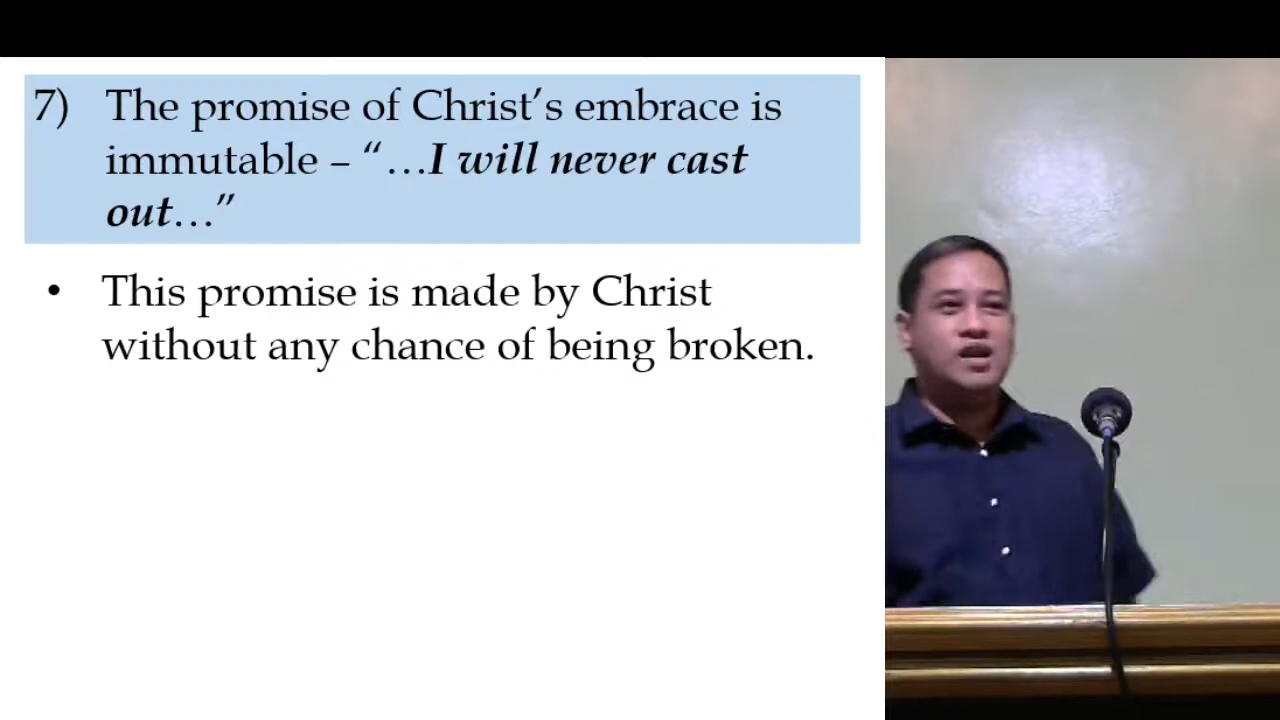 7) The promise of Christ’s embrace is
immutable – “…I will never cast
out…”
• This promise is made by Christ
without any chance of being broken.